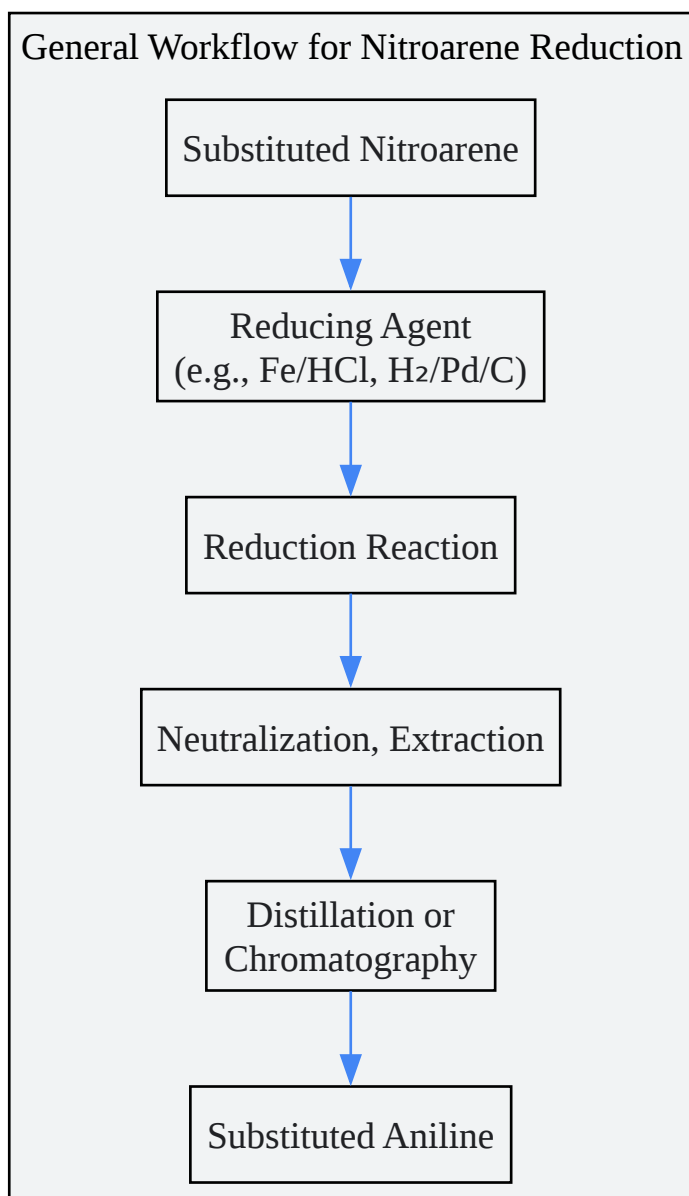 General Workflow for Nitroarene Reduction
Substituted Nitroarene
Reducing Agent
(e.g., Fe/HCl, H₂/Pd/C)
Reduction Reaction
Neutralization, Extraction
Distillation or
Chromatography
Substituted Aniline